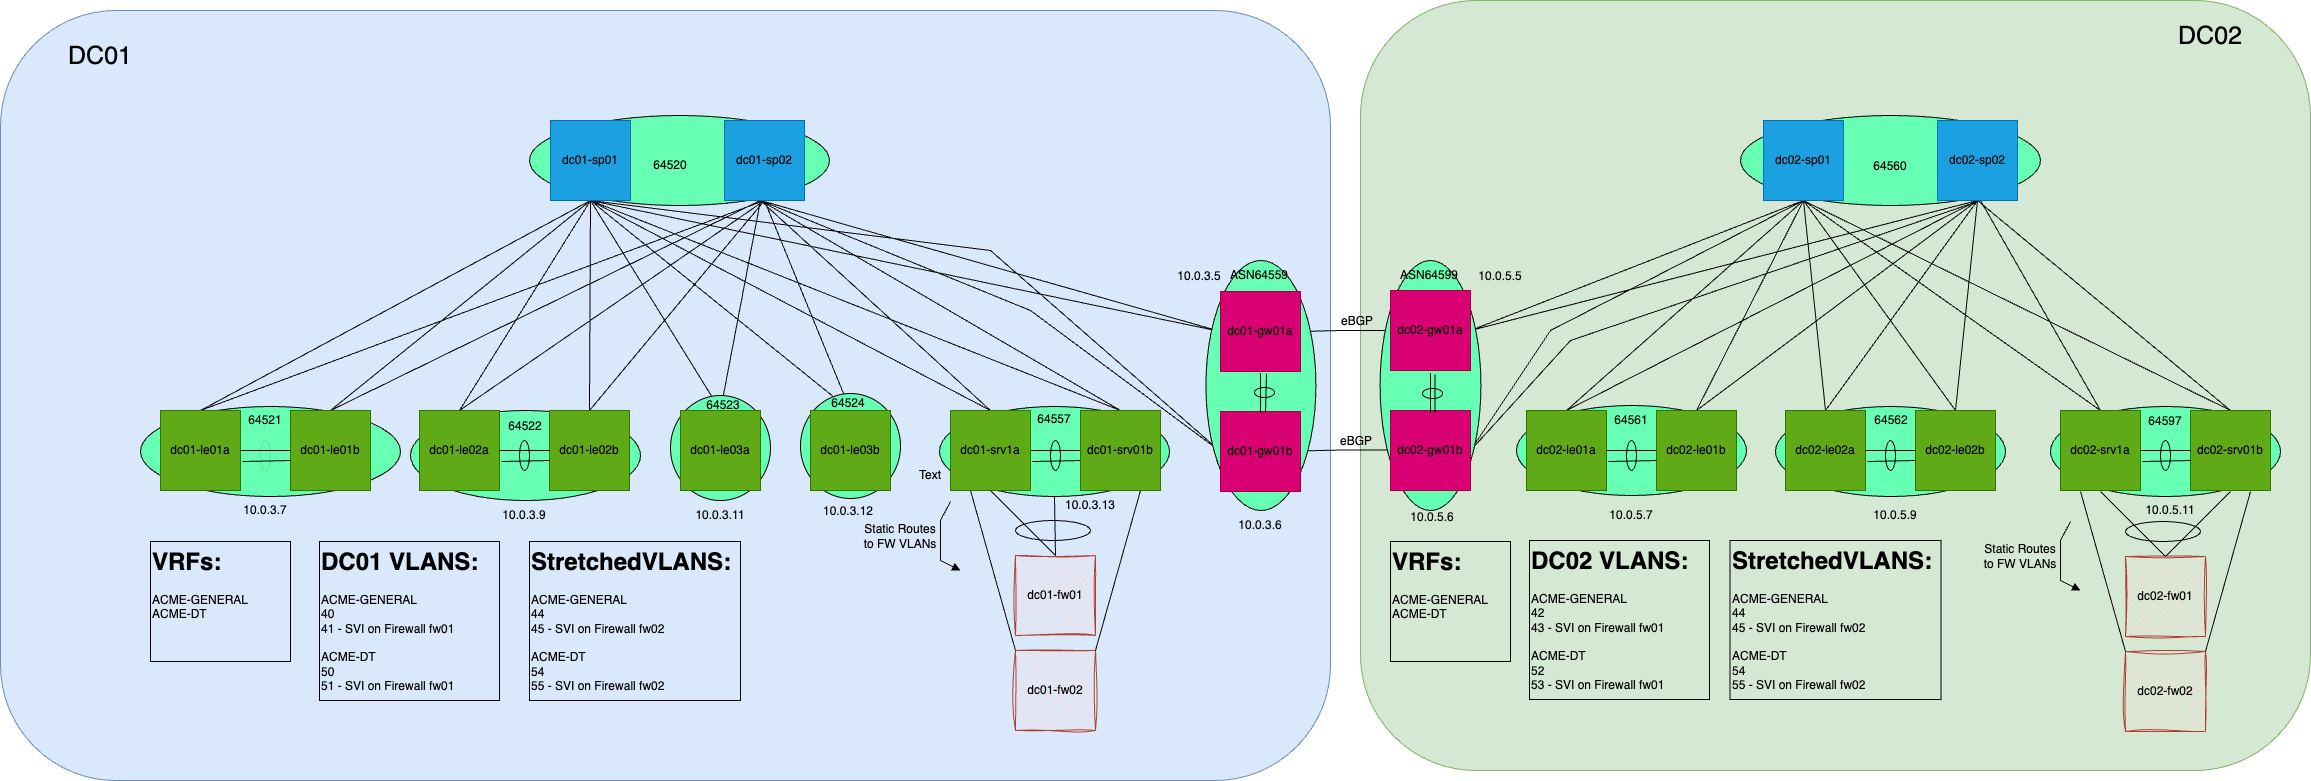 DC01
DC02
dc01-sp01
64520
dc01-sp02
dc02-sp01
64560
dc02-sp02
10.0.3.5
ASN64559
ASN64599
10.0.5.5
dc01-gw01a
eBGP
dc02-gw01a
dc01-gw01b
eBGP
dc02-gw01b
10.0.3.6
10.0.5.6
64521
dc01-le01a
dc01-le01b
10.0.3.7
64522
dc01-le02a
dc01-le02b
10.0.3.9
64523
dc01-le03a
10.0.3.11
64524
dc01-le03b
10.0.3.12
64557
dc01-srv1a
dc01-srv01b
Text
10.0.3.13
Static Routes
to FW VLANs
dc01-fw01
dc01-fw02
64561
dc02-le01a
dc02-le01b
10.0.5.7
64562
dc02-le02a
dc02-le02b
10.0.5.9
64597
dc02-srv1a
dc02-srv01b
10.0.5.11
Static Routes
to FW VLANs
dc02-fw01
dc02-fw02
VRFs:
ACME-GENERAL
ACME-DT
DC01 VLANS:
ACME-GENERAL
40
41 - SVI on Firewall fw01
ACME-DT
50
51 - SVI on Firewall fw01
StretchedVLANS:
ACME-GENERAL
44
45 - SVI on Firewall fw02
ACME-DT
54
55 - SVI on Firewall fw02
VRFs:
ACME-GENERAL
ACME-DT
DC02 VLANS:
ACME-GENERAL
42
43 - SVI on Firewall fw01
ACME-DT
52
53 - SVI on Firewall fw01
StretchedVLANS:
ACME-GENERAL
44
45 - SVI on Firewall fw02
ACME-DT
54
55 - SVI on Firewall fw02